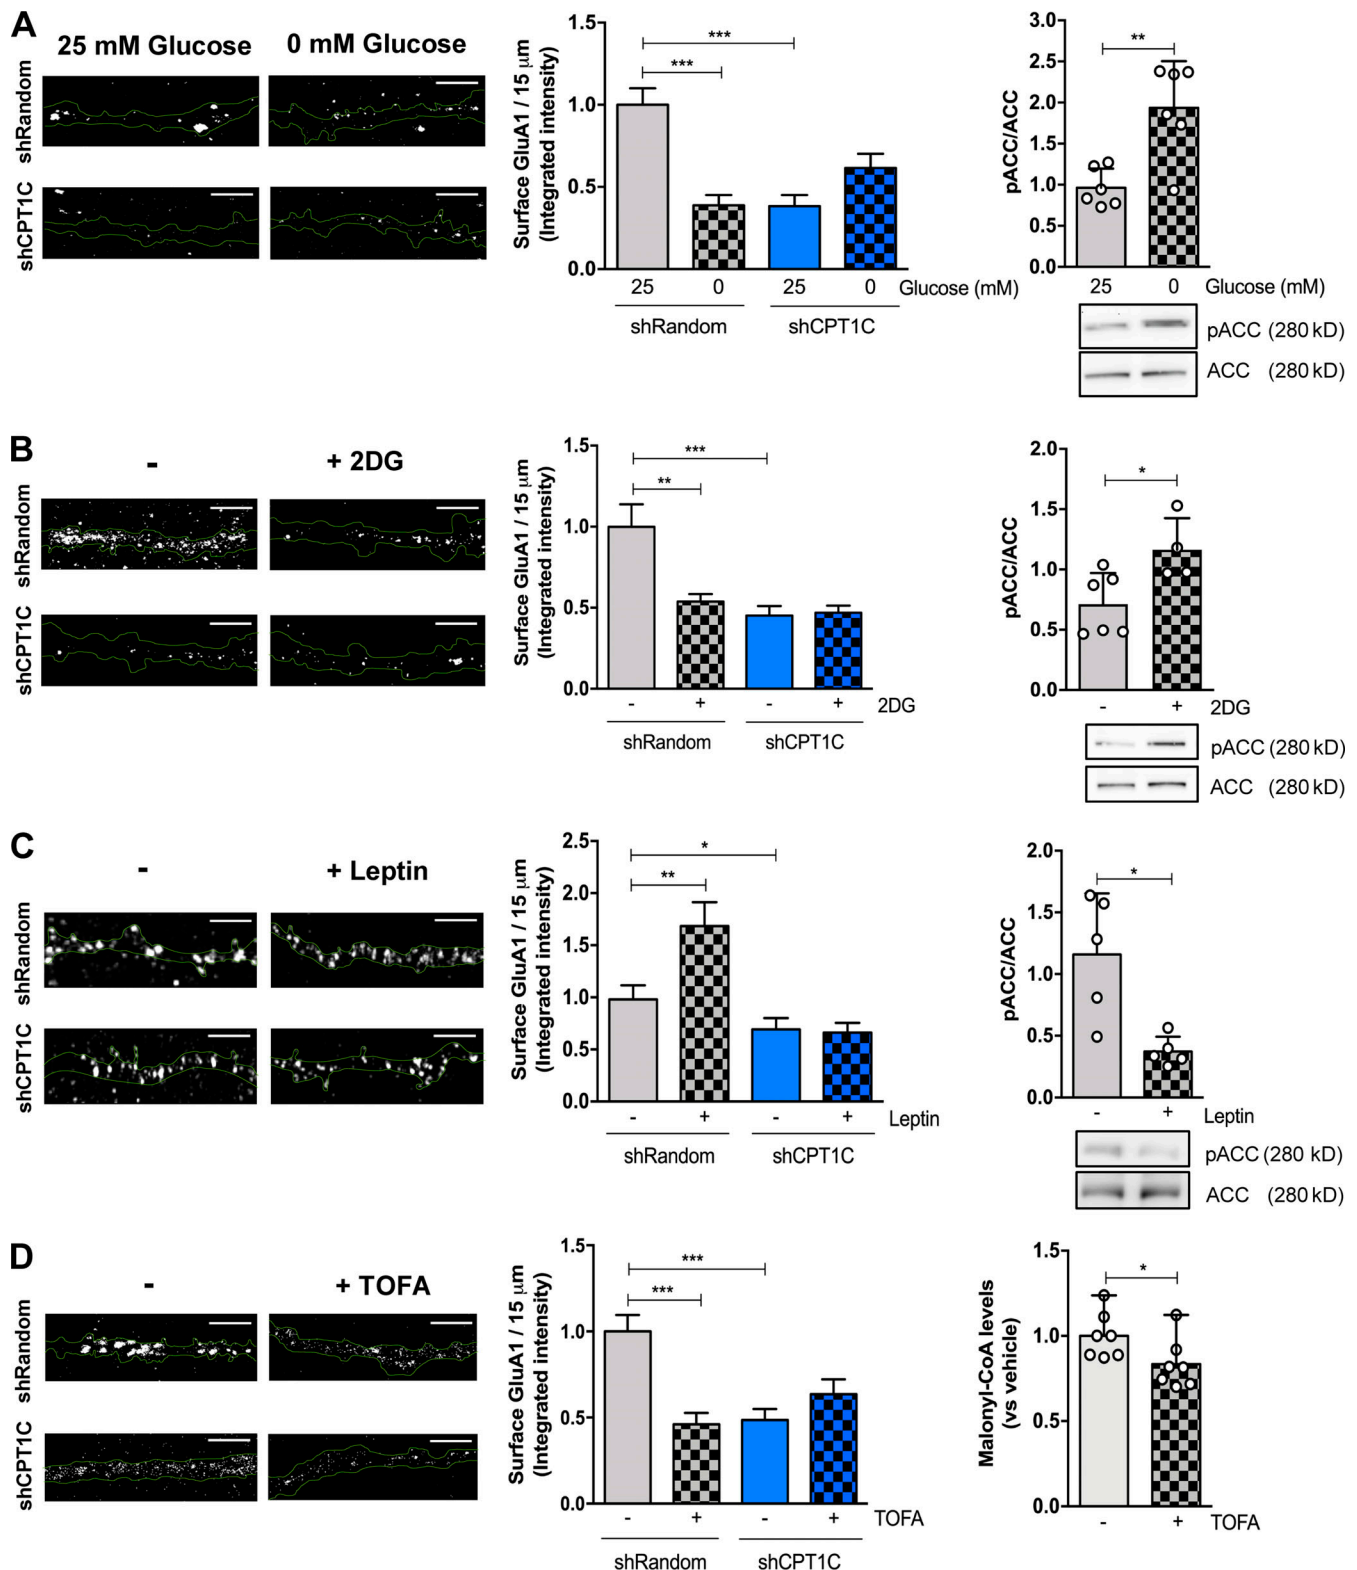 A
25 mM Glucose
0 mM Glucose
shRandom
shCPT1C
Surface GluA1 / 15 µm
(Integrated intensity)
1.5
1.0
0.5
0.0
***
***
25
0
25
0
Glucose (mM)
shRandom
shCPT1C
pACC/ACC
3.0
2.5
2.0
1.5
1.0
0.5
0.0
**
25
0
Glucose (mM)
pACC (280 kD)
ACC (280 kD)
B
-
+ 2DG
shRandom
shCPT1C
Surface GluA1 / 15 µm
(Integrated intensity)
1.5
1.0
0.5
0.0
***
**
-
+
-
+
2DG
shRandom
shCPT1C
pACC/ACC
2.0
1.5
1.0
0.5
0.0
*
-
+
2DG
pACC (280 kD)
ACC (280 kD)
C
-
+ Leptin
shRandom
shCPT1C
Surface GluA1 / 15 µm
(Integrated intensity)
2.5
2.0
1.5
1.0
0.5
0.0
*
**
-
+
-
+
Leptin
shRandom
shCPT1C
pACC/ACC
2.0
1.5
1.0
0.5
0.0
*
-
+
Leptin
pACC (280 kD)
ACC (280 kD)
D
-
+ TOFA
shRandom
shCPT1C
Surface GluA1 / 15 µm
(Integrated intensity)
1.5
1.0
0.5
0.0
***
***
-
+
-
+
TOFA
shRandom
shCPT1C
Malonyl-CoA levels
(vs vehicle)
1.5
1.0
0.5
0.0
*
-
+
TOFA